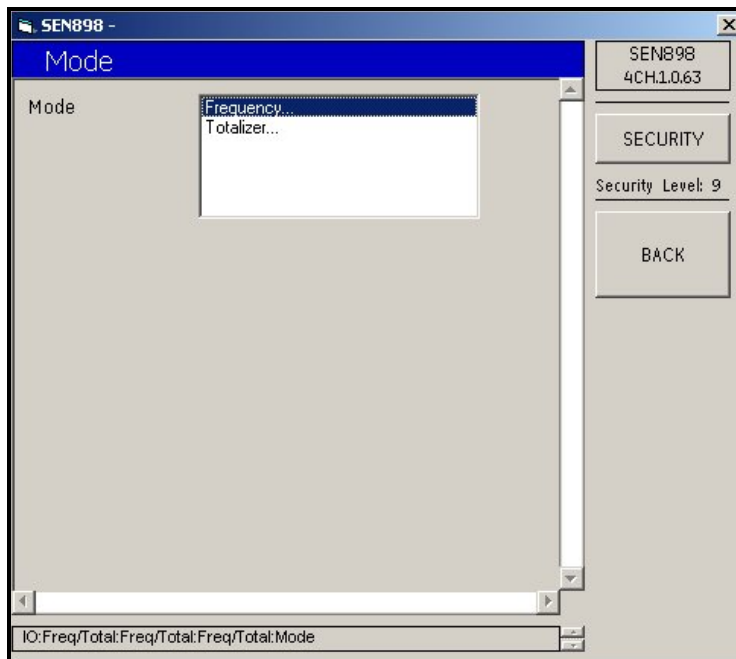 SEN898 -
Mode
SEN898
4CH.1.0.63
Mode
Frequency...
Totalizer...
SECURITY
Security Level: 9
BACK
IO:Freq/Total:Freq/Total:Freq/Total:Mode